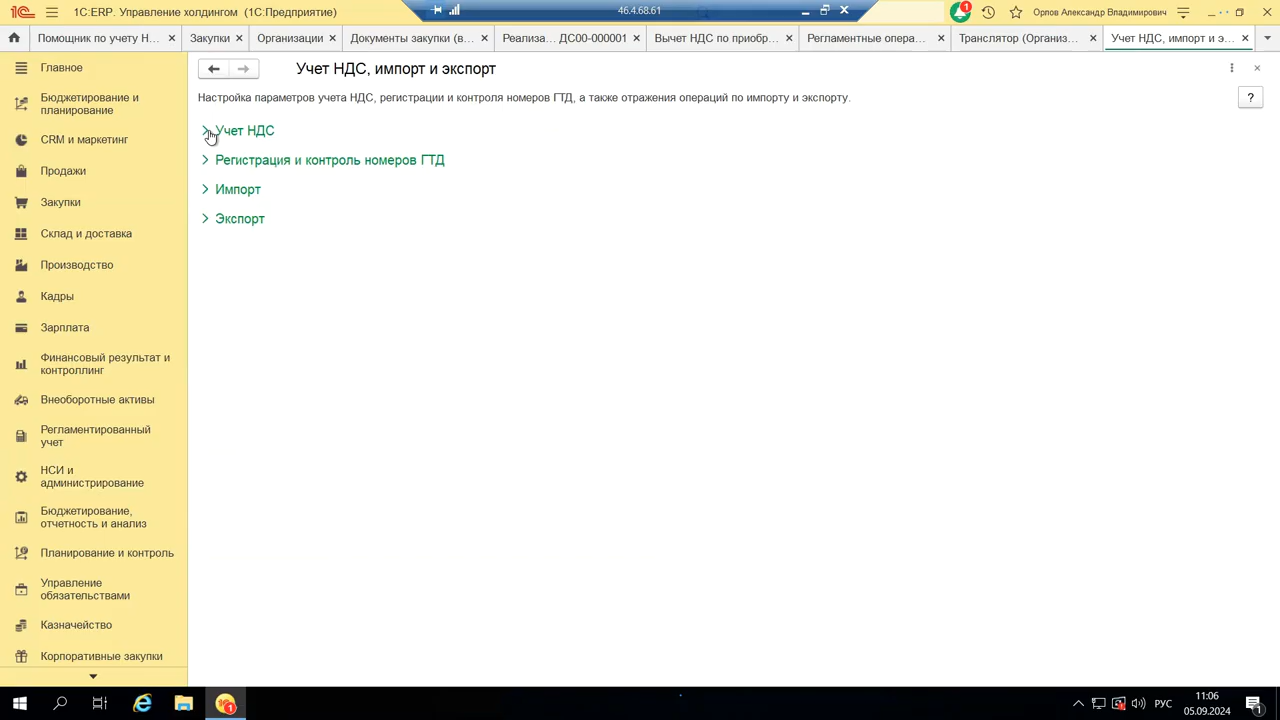 1С:ERP. Управление холдингом (1С:Предприятие)
46.4.68.61
1
Орлов Александр Владимирович
Помощник по учету Н...
Закупки
Организации
Документы закупки (в...
Реализа... ДС00-000001
Вычет НДС по приобр...
Регламентные опера...
Транслятор (Организ...
Учет НДС, импорт и э...
Главное
Бюджетирование и
планирование
CRM и маркетинг
Продажи
Закупки
Склад и доставка
Производство
Кадры
Зарплата
Финансовый результат и
контроллинг
Внеоборотные активы
Регламентированный
учет
НСИ и
администрирование
Бюджетирование,
отчетность и анализ
Планирование и контроль
Управление
обязательствами
Казначейство
Корпоративные закупки
Учет НДС, импорт и экспорт
Настройка параметров учета НДС, регистрации и контроля номеров ГТД, а также отражения операций по импорту и экспорту.
?
Учет НДС
Регистрация и контроль номеров ГТД
Импорт
Экспорт
1
РУС
11:06
05.09.2024
1